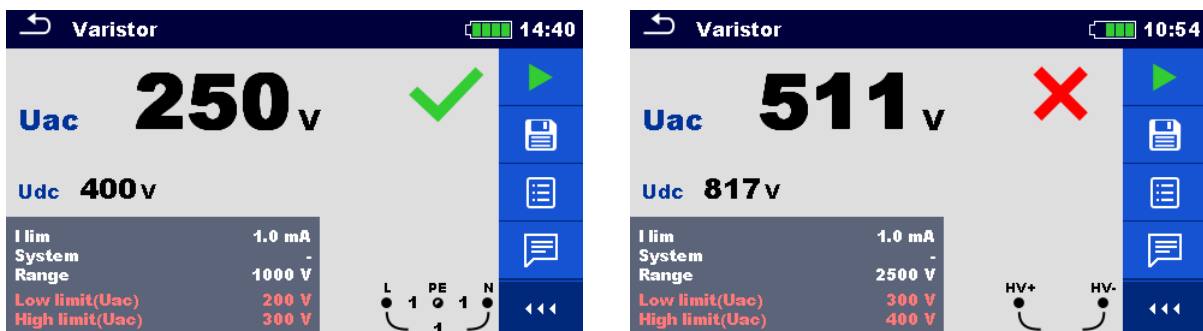 Varistor 14:40
Uac 250 V
Udc 400 V
I lim 1.0 mA
System -
Range 1000 V
Low limit(Uac) 200 V
High limit(Uac) 300 V
L PE N
1 1
1
Varistor 10:54
Uac 511 V
Udc 817 V
I lim 1.0 mA
System -
Range 2500 V
Low limit(Uac) 300 V
High limit(Uac) 400 V
HV+ HV-